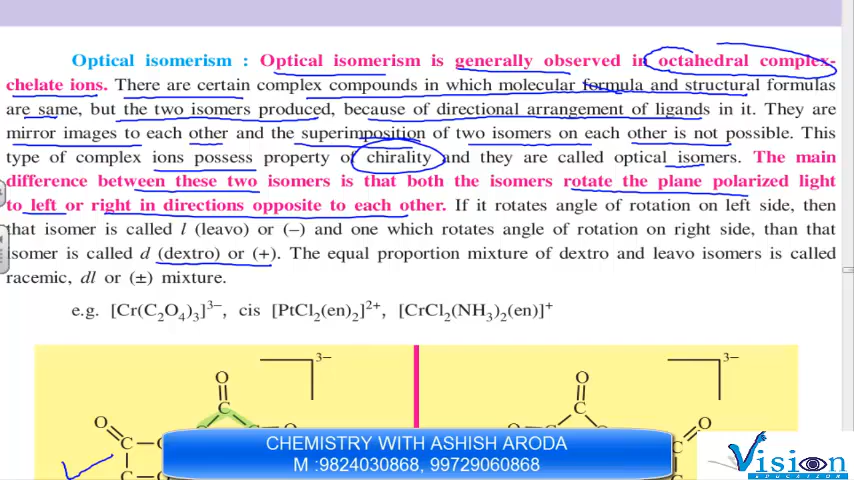 Optical isomerism : Optical isomerism is generally observed in octahedral complex-
chelate ions. There are certain complex compounds in which molecular formula and structural formulas
are same, but the two isomers produced, because of directional arrangement of ligands in it. They are
mirror images to each other and the superimposition of two isomers on each other is not possible. This
type of complex ions possess property of chirality and they are called optical isomers. The main
difference between these two isomers is that both the isomers rotate the plane polarized light
to left or right in directions opposite to each other. If it rotates angle of rotation on left side, then
that isomer is called l (leavo) or (–) and one which rotates angle of rotation on right side, than that
isomer is called d (dextro) or (+). The equal proportion mixture of dextro and leavo isomers is called
racemic, dl or (±) mixture.
e.g. [Cr(C₂O₄)₃]³⁻, cis [PtCl₂(en)₂]²⁺, [CrCl₂(NH₃)₂(en)]⁺
3– 3–
O O
C C
O O
C C
C
CHEMISTRY WITH ASHISH ARODA
M :9824030868, 99729060868
Vision